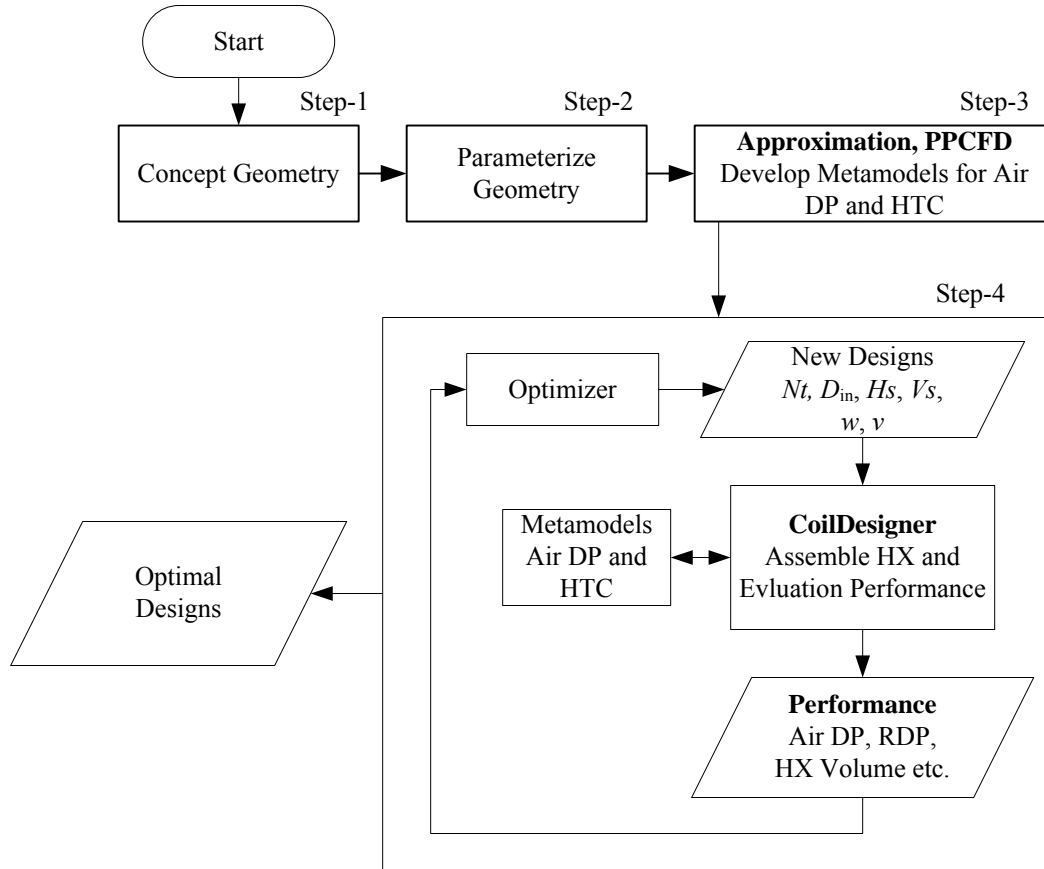 Start
Step-1
Step-2
Step-3
Concept Geometry
Parameterize
Geometry
Approximation, PPCFD
Develop Metamodels for Air
DP and HTC
Step-4
Optimizer
New Designs
Nt, Din, Hs, Vs,
w, v
Metamodels
Air DP and
HTC
CoilDesigner
Assemble HX and
Evluation Performance
Optimal
Designs
Performance
Air DP, RDP,
HX Volume etc.